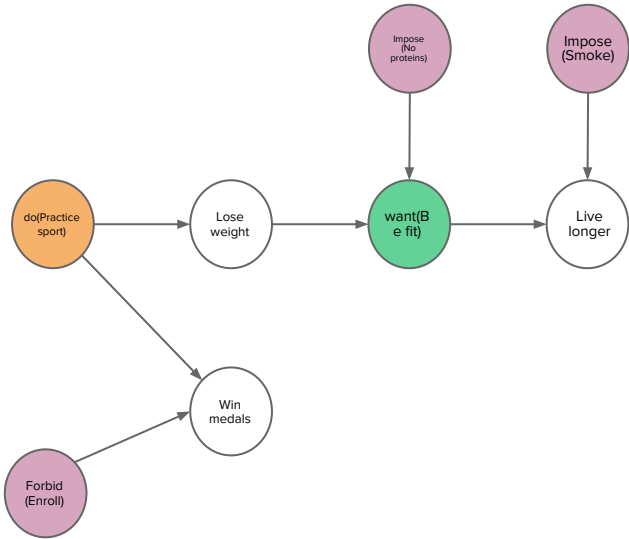 Impose
(No
proteins)
Impose
(Smoke)
do(Practice
sport)
Lose
weight
want(B
e fit)
Live
longer
Win
medals
Forbid
(Enroll)